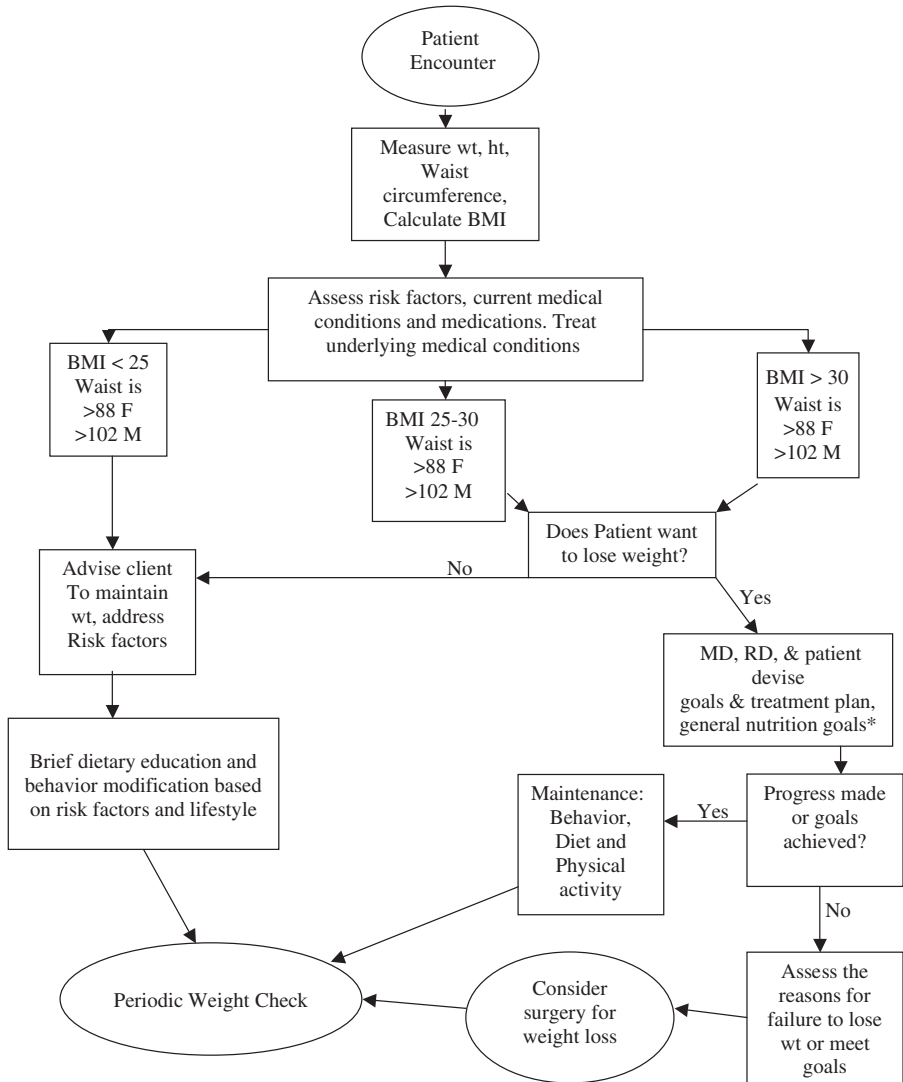 Patient
Encounter
Measure wt, ht,
Waist
circumference,
Calculate BMI
Assess risk factors, current medical
conditions and medications. Treat
underlying medical conditions
BMI < 25
Waist is
>88 F
>102 M
BMI 25-30
Waist is
>88 F
>102 M
BMI > 30
Waist is
>88 F
>102 M
Does Patient want
to lose weight?
No
Yes
Advise client
To maintain
wt, address
Risk factors
MD, RD, & patient
devise
goals & treatment plan,
general nutrition goals*
Brief dietary education and
behavior modification based
on risk factors and lifestyle
Maintenance:
Behavior,
Diet and
Physical
activity
Yes
Progress made
or goals
achieved?
No
Periodic Weight Check
Consider
surgery for
weight loss
Assess the
reasons for
failure to lose
wt or meet
goals